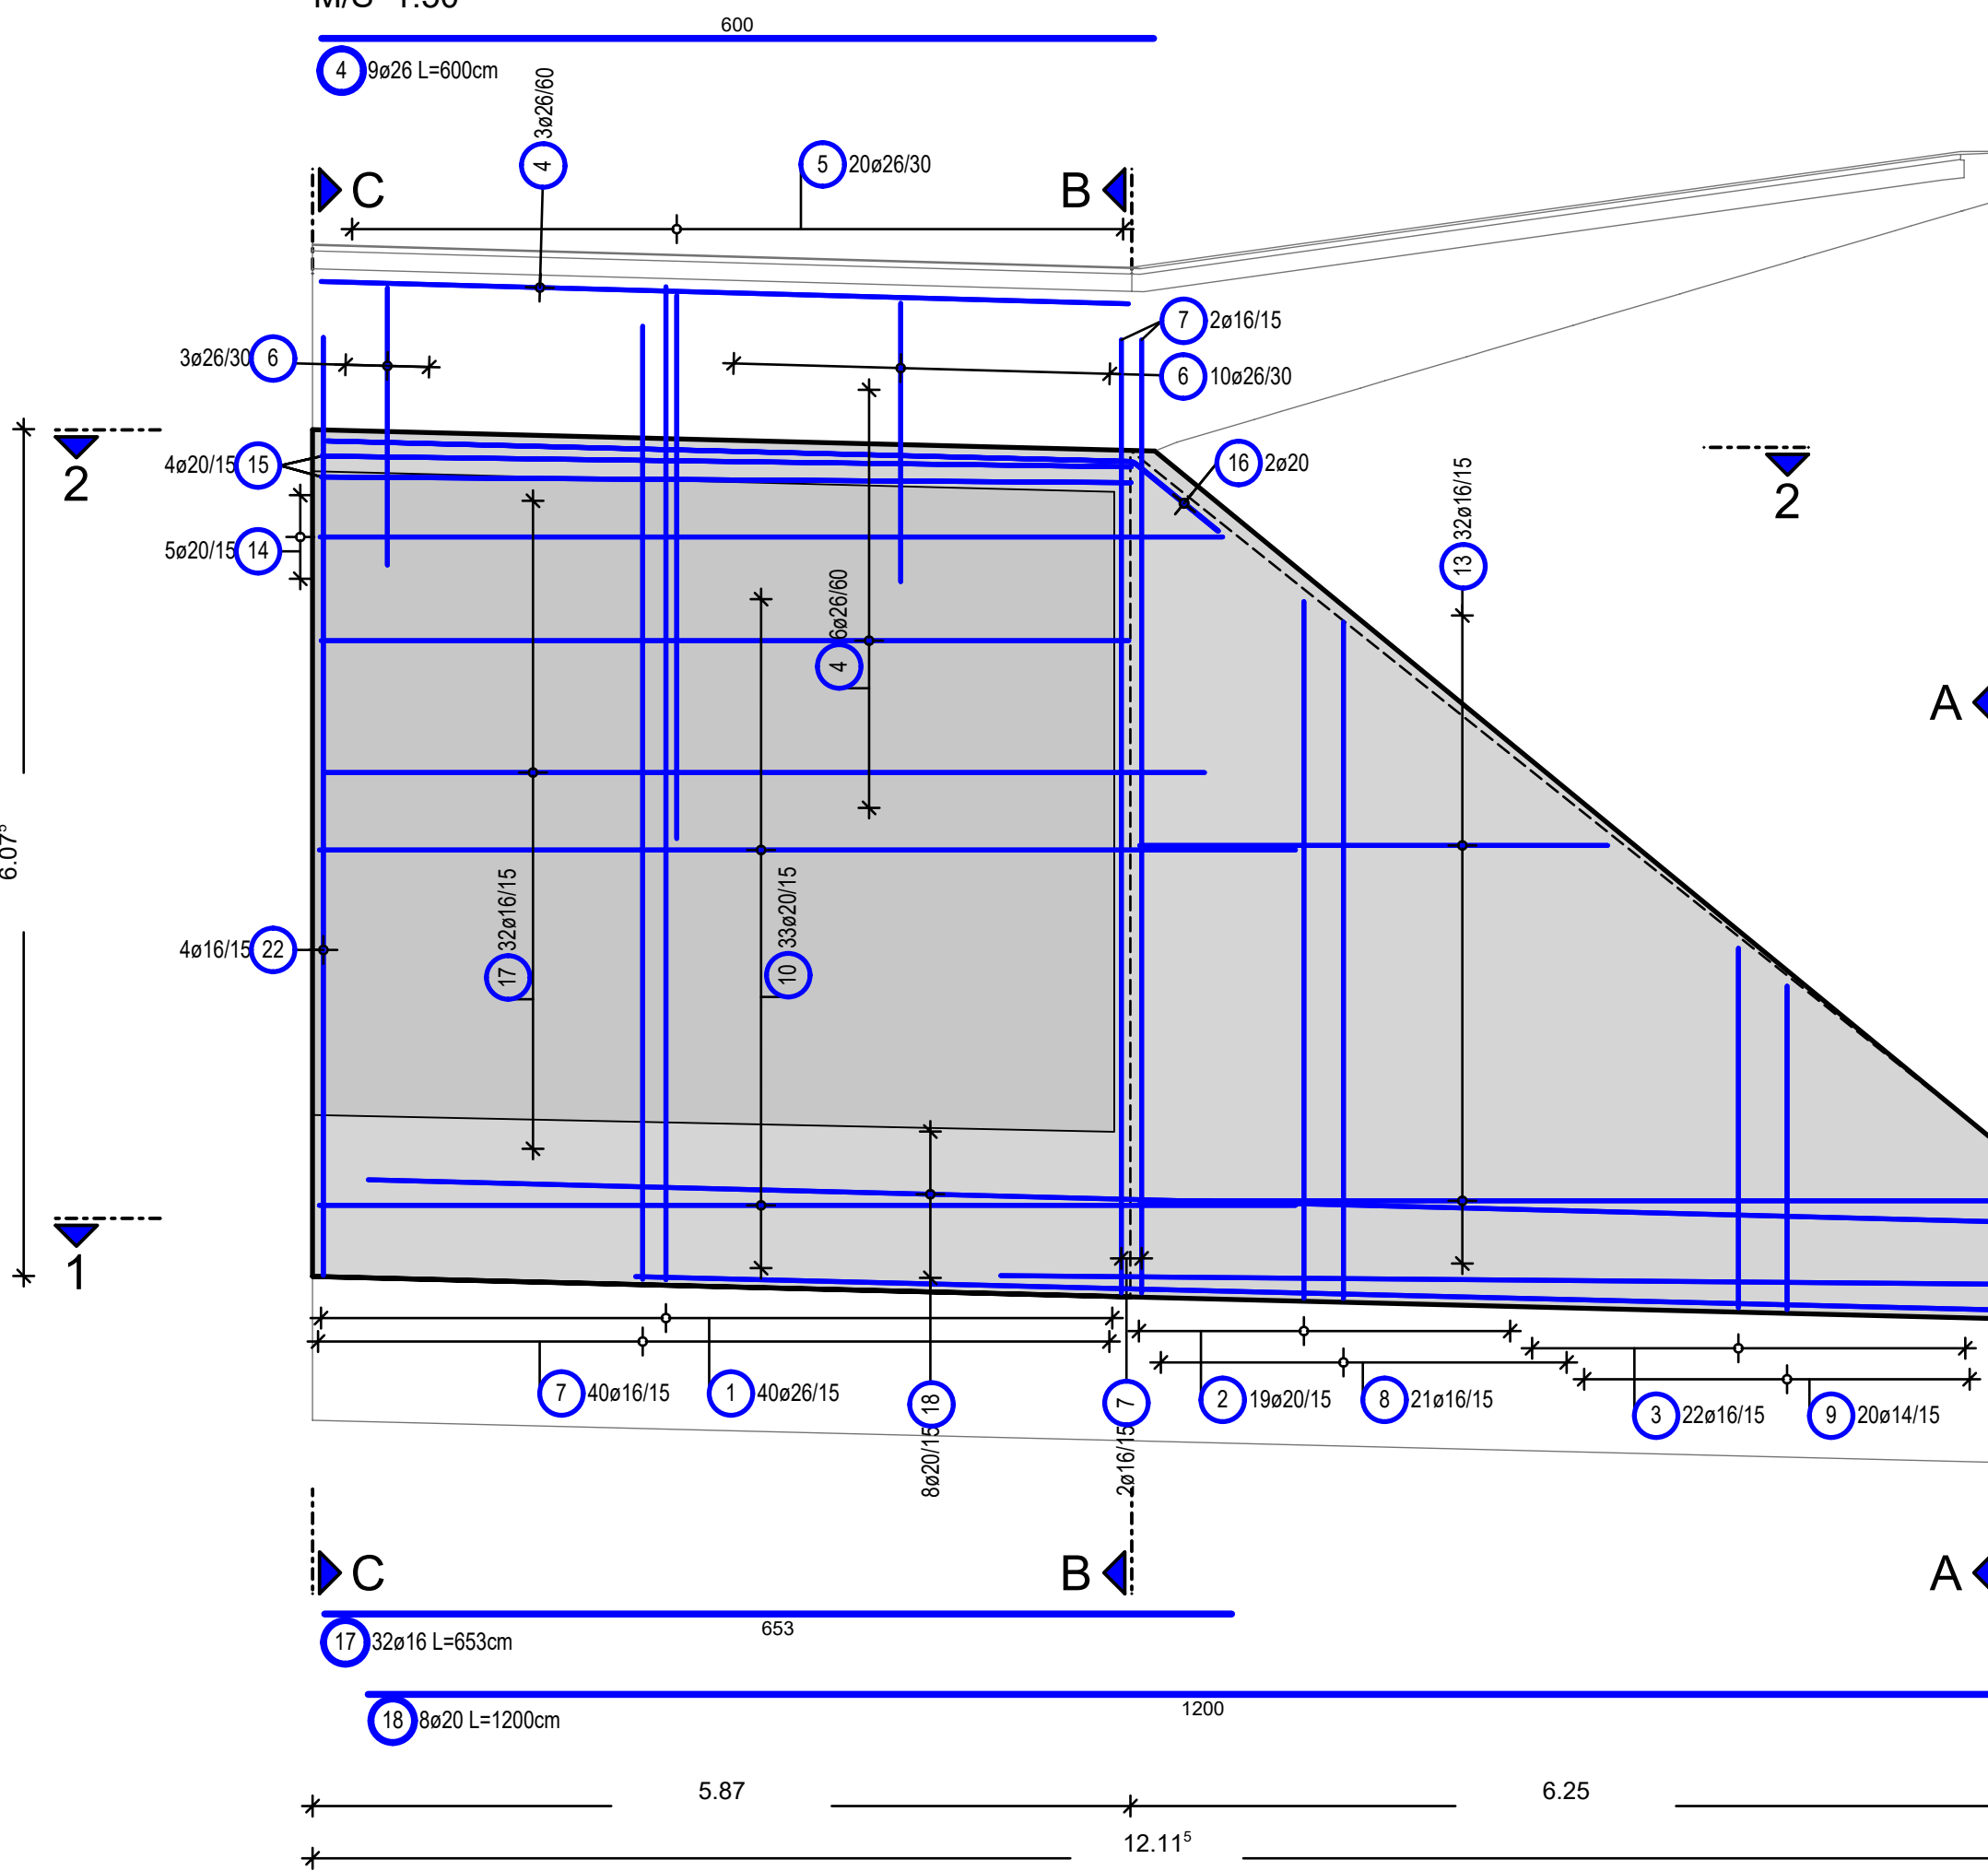 M/S 1:50
600
4 9ø26 L=600cm
4 3ø26/60
5 20ø26/30
C
B
7 2ø16/15
3ø26/30 6
6 10ø26/30
2
4ø20/15 15
16 2ø20
2
5ø20/15 14
13 32ø16/15
4 6ø26/60
A
6.07⁵
17 32ø16/15
10 33ø20/15
4ø16/15 22
1
7 40ø16/15
1 40ø26/15
18 8ø20/15
7 2ø16/15
2 19ø20/15
8 21ø16/15
3 22ø16/15
9 20ø14/15
C
B
A
653
17 32ø16 L=653cm
1200
18 8ø20 L=1200cm
5.87
6.25
12.11⁵